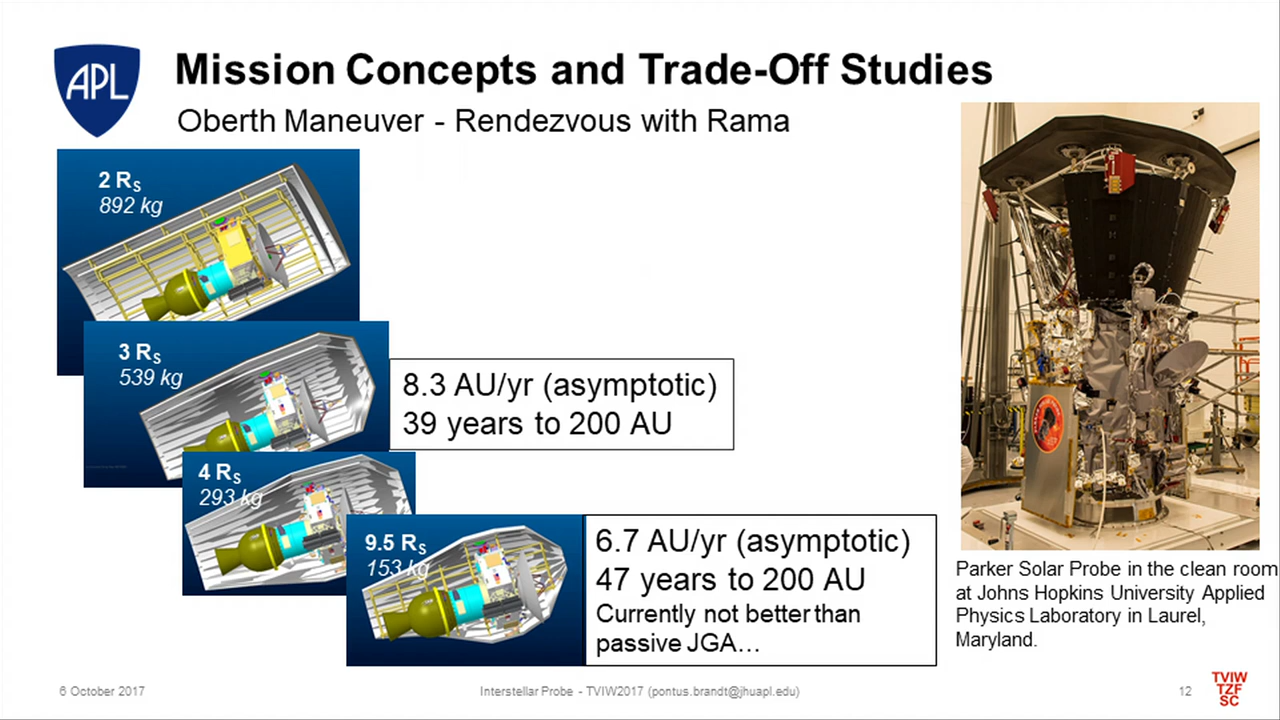 APL
Mission Concepts and Trade-Off Studies
Oberth Maneuver - Rendezvous with Rama
2 RS
892 kg
3 RS
539 kg
8.3 AU/yr (asymptotic)
39 years to 200 AU
4 RS
293 kg
9.5 RS
153 kg
6.7 AU/yr (asymptotic)
47 years to 200 AU
Currently not better than
passive JGA...
Parker Solar Probe in the clean room
at Johns Hopkins University Applied
Physics Laboratory in Laurel,
Maryland.
6 October 2017
Interstellar Probe - TVIW2017 (pontus.brandt@jhuapl.edu)
12
TVIW
TZF
SC